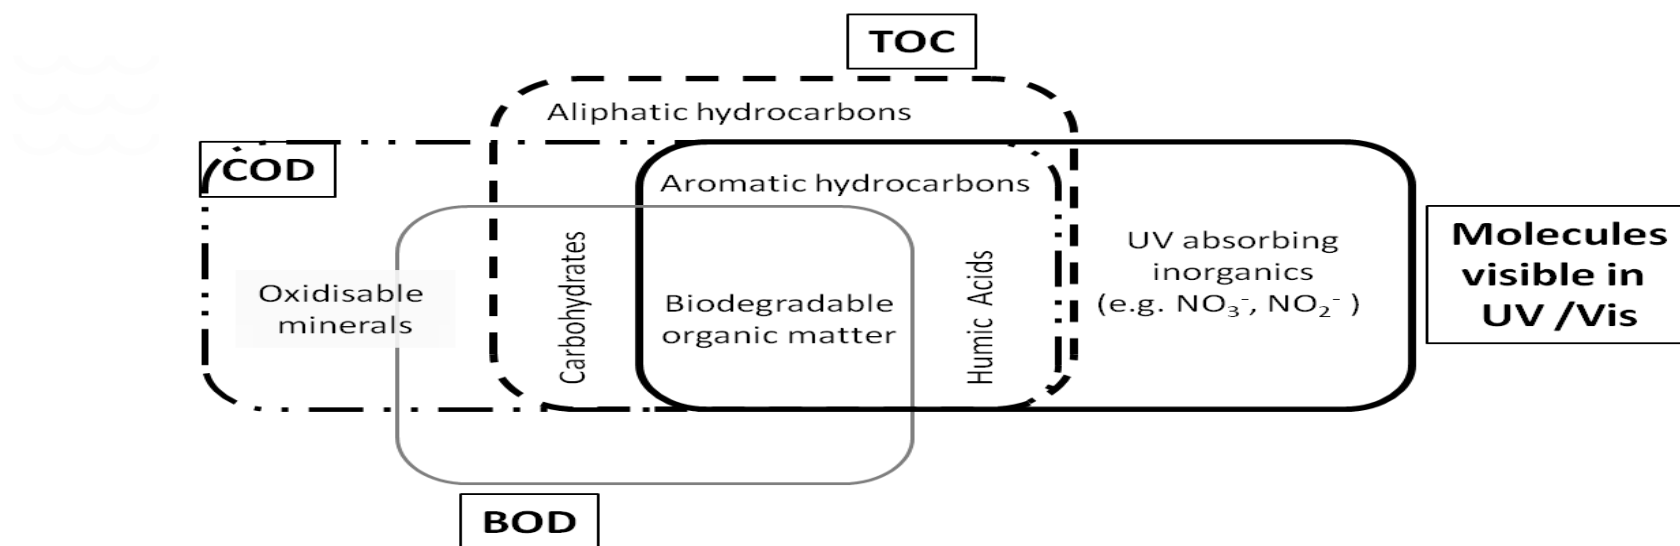 TOC
Aliphatic hydrocarbons
COD
Aromatic hydrocarbons
Oxidisable
minerals
Carbohydrates
Biodegradable
organic matter
Humic Acids
UV absorbing
inorganics
(e.g. NO₃⁻, NO₂⁻ )
Molecules
visible in
UV /Vis
BOD